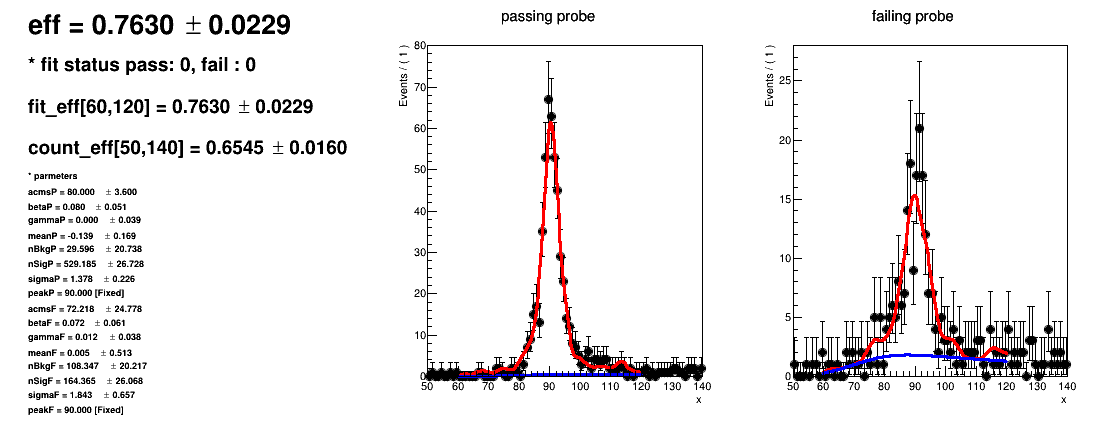 eff = 0.7630 ± 0.0229
* fit status pass: 0, fail : 0
fit_eff[60,120] = 0.7630 ± 0.0229
count_eff[50,140] = 0.6545 ± 0.0160
* parmeters
acmsP = 80.000 ± 3.600
betaP = 0.080 ± 0.051
gammaP = 0.000 ± 0.039
meanP = -0.139 ± 0.169
nBkgP = 29.596 ± 20.738
nSigP = 529.185 ± 26.728
sigmaP = 1.378 ± 0.226
peakP = 90.000 [Fixed]
acmsF = 72.218 ± 24.778
betaF = 0.072 ± 0.061
gammaF = 0.012 ± 0.038
meanF = 0.005 ± 0.513
nBkgF = 108.347 ± 20.217
nSigF = 164.365 ± 26.068
sigmaF = 1.843 ± 0.657
peakF = 90.000 [Fixed]
passing probe
Events / ( 1 )
80
70
60
50
40
30
20
10
0
50 60 70 80 90 100 110 120 130 140
x
failing probe
Events / ( 1 )
25
20
15
10
5
0
50 60 70 80 90 100 110 120 130 140
x